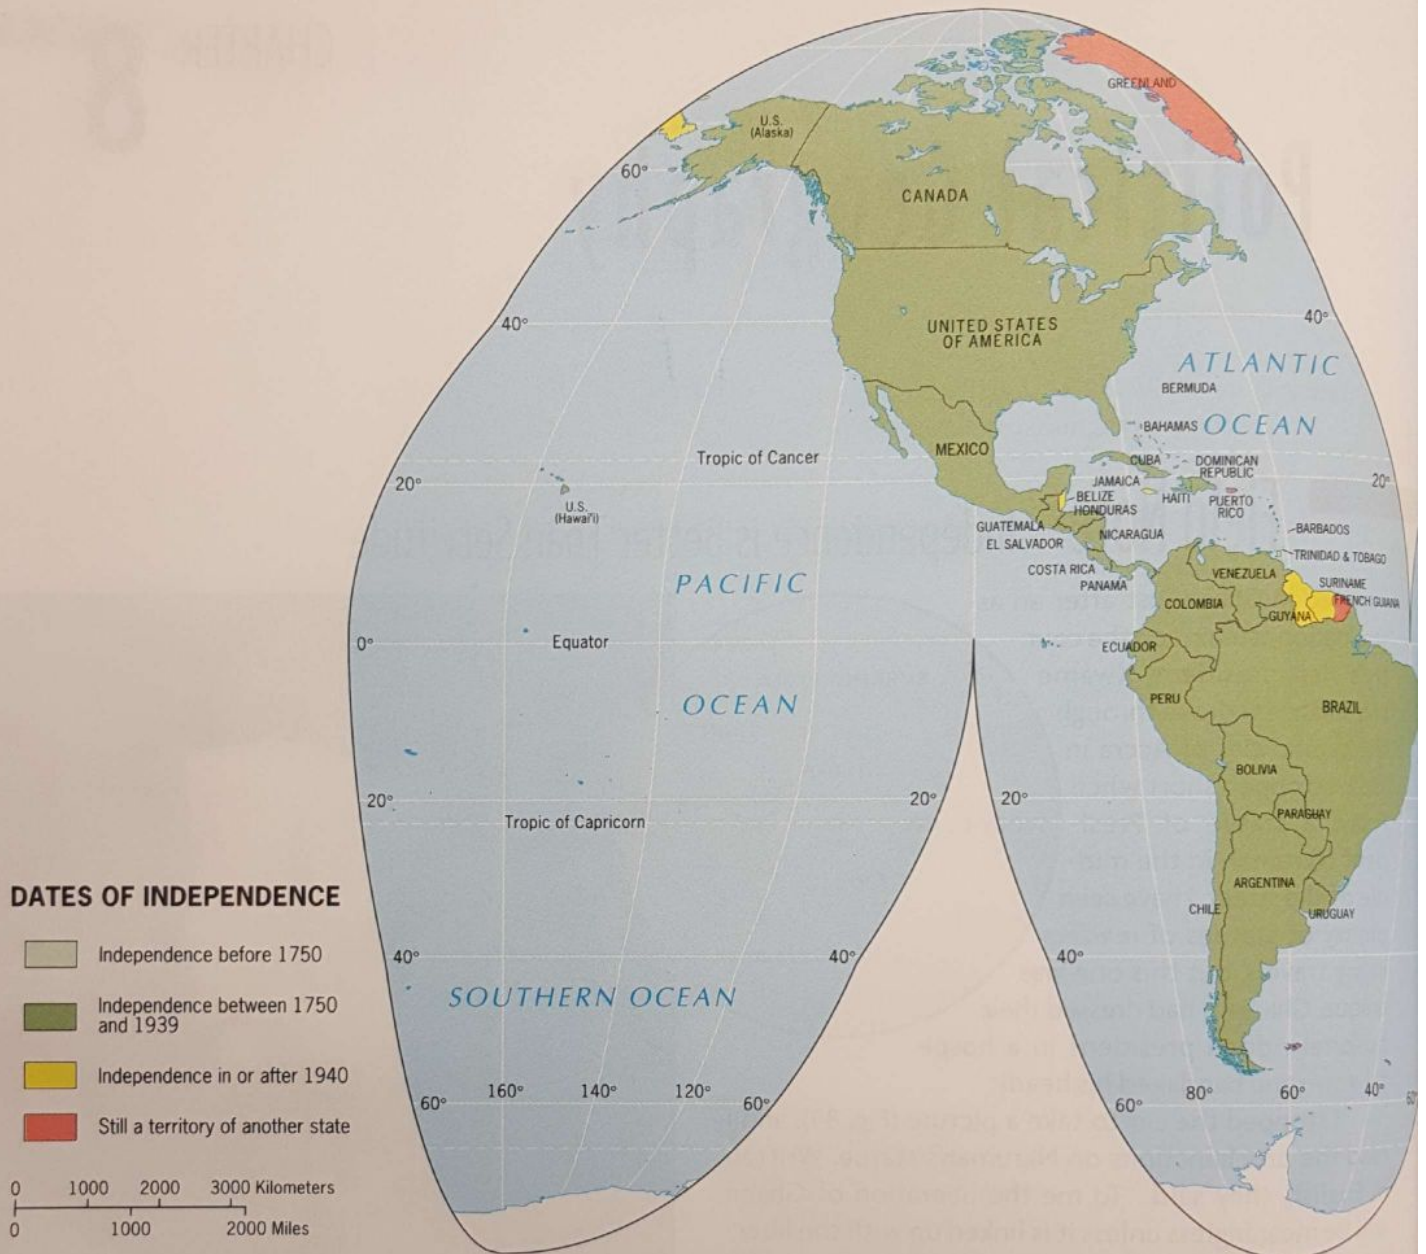 CHAPTER
8
GREENLAND
U.S.
(Alaska)
60°
CANADA
40°
UNITED STATES
OF AMERICA
40°
ATLANTIC
BERMUDA
OCEAN
BAHAMAS
MEXICO
Tropic of Cancer
CUBA
DOMINICAN
REPUBLIC
20°
20°
JAMAICA
HAITI
PUERTO
RICO
BELIZE
HONDURAS
U.S.
(Hawai'i)
GUATEMALA
EL SALVADOR
NICARAGUA
BARBADOS
TRINIDAD & TOBAGO
COSTA RICA
PANAMA
VENEZUELA
SURINAME
FRENCH GUIANA
PACIFIC
COLOMBIA
GUYANA
0°
Equator
ECUADOR
OCEAN
PERU
BRAZIL
BOLIVIA
20°
20°
20°
Tropic of Capricorn
PARAGUAY
ARGENTINA
CHILE
URUGUAY
40°
40°
40°
SOUTHERN OCEAN
60°
160°
140°
120°
60°
60°
80°
60°
40°
60°
DATES OF INDEPENDENCE
Independence before 1750
Independence between 1750
and 1939
Independence in or after 1940
Still a territory of another state
0 1000 2000 3000 Kilometers
0 1000 2000 Miles